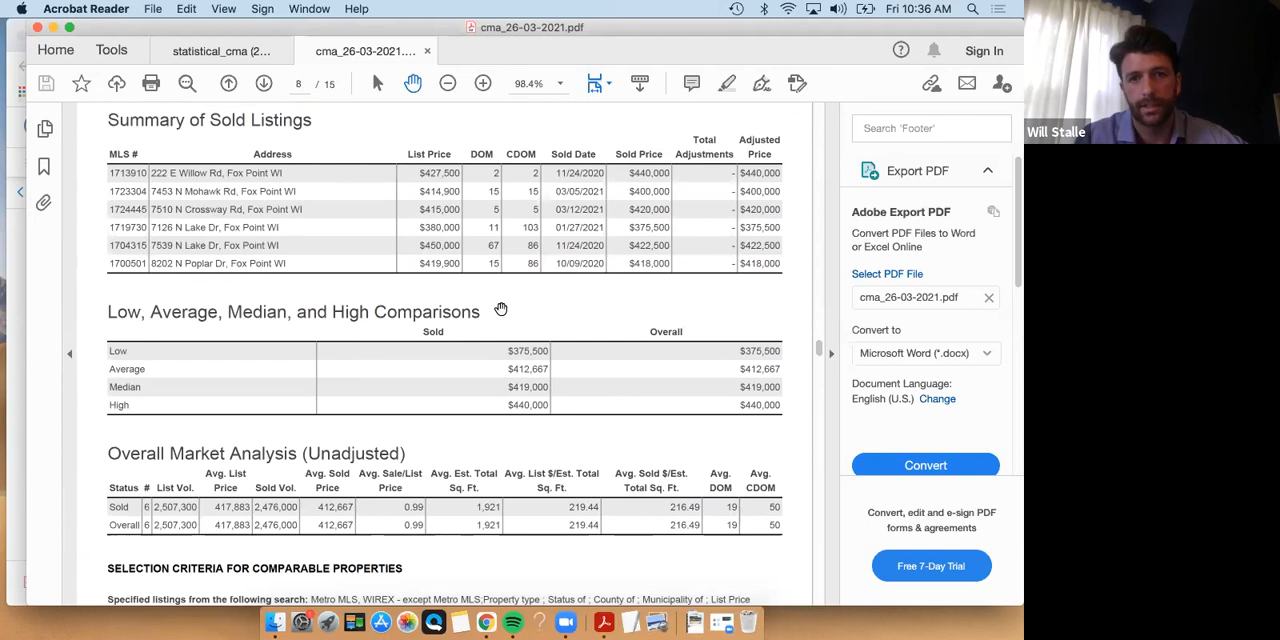 Acrobat Reader File Edit View Sign Window Help Fri 10:36 AM
cma_26-03-2021.pdf
Home Tools statistical_cma (2... cma_26-03-2021.... × Sign In
8 / 15 98.4%
Will Stalle
Summary of Sold Listings
MLS # Address List Price DOM CDOM Sold Date Sold Price Total Adjustments Adjusted Price
1713910 222 E Willow Rd, Fox Point WI $427,500 2 2 11/24/2020 $440,000 - $440,000
1723304 7453 N Mohawk Rd, Fox Point WI $414,900 15 15 03/05/2021 $400,000 - $400,000
1724445 7510 N Crossway Rd, Fox Point WI $415,000 5 5 03/12/2021 $420,000 - $420,000
1719730 7126 N Lake Dr, Fox Point WI $380,000 11 103 01/27/2021 $375,500 - $375,500
1704315 7539 N Lake Dr, Fox Point WI $450,000 67 86 11/24/2020 $422,500 - $422,500
1700501 8202 N Poplar Dr, Fox Point WI $419,900 15 86 10/09/2020 $418,000 - $418,000
Low, Average, Median, and High Comparisons
Sold Overall
Low $375,500 $375,500
Average $412,667 $412,667
Median $419,000 $419,000
High $440,000 $440,000
Overall Market Analysis (Unadjusted)
Status # List Vol. Avg. List Price Sold Vol. Avg. Sold Price Avg. Sale/List Price Avg. Est. Total Sq. Ft. Avg. List $/Est. Total Sq. Ft. Avg. Sold $/Est. Total Sq. Ft. Avg. DOM Avg. CDOM
Sold 6 2,507,300 417,883 2,476,000 412,667 0.99 1,921 219.44 216.49 19 50
Overall 6 2,507,300 417,883 2,476,000 412,667 0.99 1,921 219.44 216.49 19 50
SELECTION CRITERIA FOR COMPARABLE PROPERTIES
Specified listings from the following search: Metro MLS, WIREX - except Metro MLS;Property type ; Status of ; County of ; Municipality of ; List Price
Search 'Footer'
Export PDF
Adobe Export PDF
Convert PDF Files to Word
or Excel Online
Select PDF File
cma_26-03-2021.pdf ×
Convert to
Microsoft Word (*.docx)
Document Language:
English (U.S.) Change
Convert
Convert, edit and e-sign PDF
forms & agreements
Free 7-Day Trial